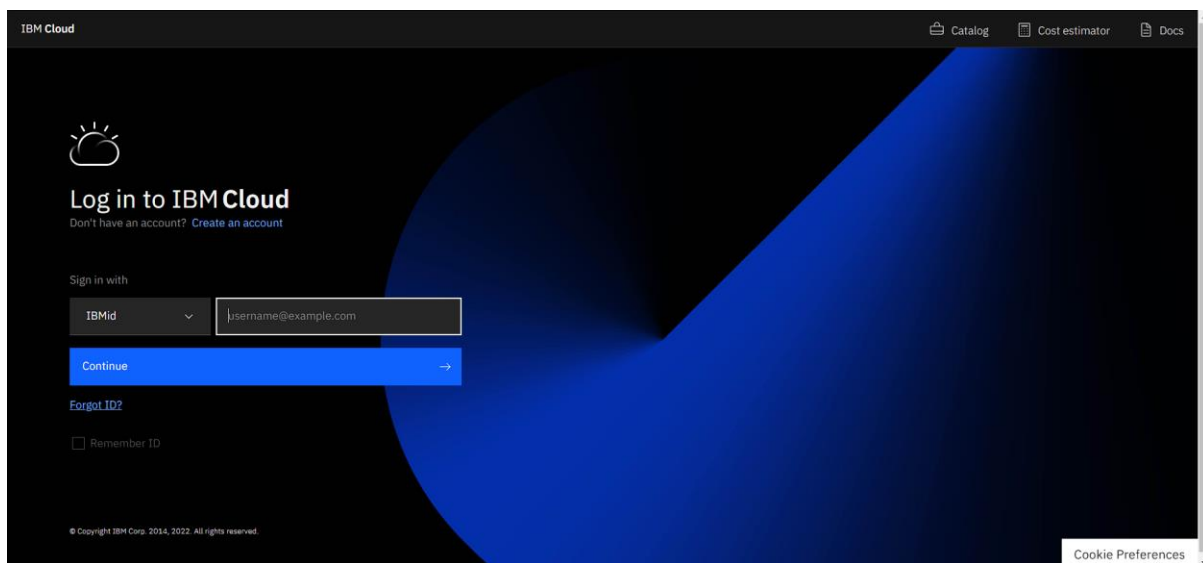 IBM Cloud
Catalog
Cost estimator
Docs
Log in to IBM Cloud
Don't have an account? Create an account
Sign in with
IBMid
username@example.com
Continue
Forgot ID?
Remember ID
© Copyright IBM Corp. 2014, 2022. All rights reserved.
Cookie Preferences